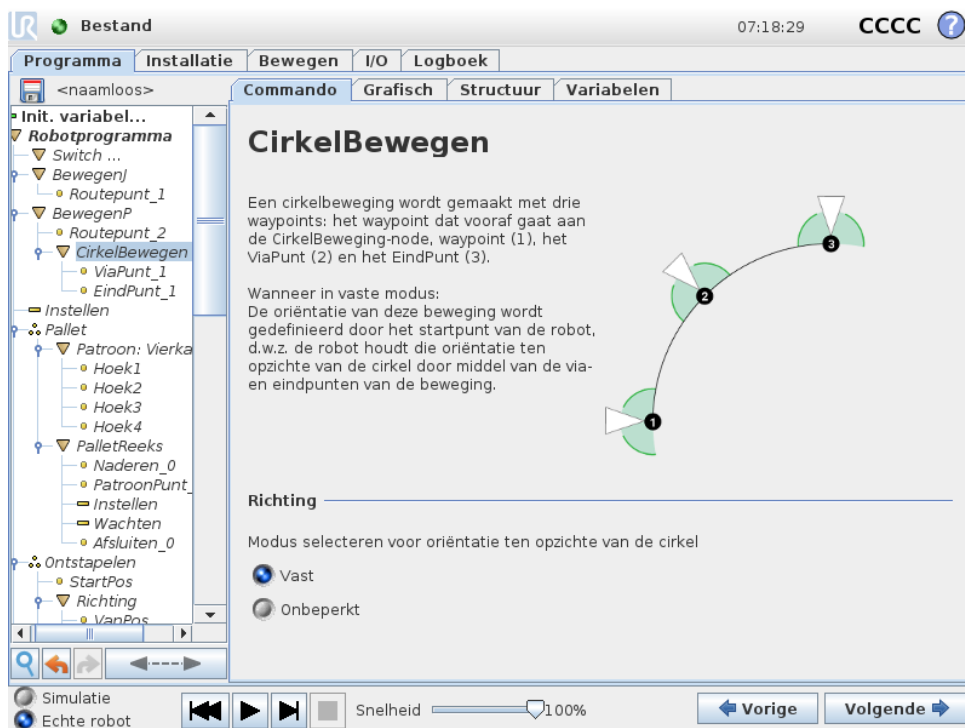 UR Bestand 07:18:29 CCCC ?
Programma Installatie Bewegen I/O Logboek
<naamloos>
Commando Grafisch Structuur Variabelen
Init. variabel...
Robotprogramma
Switch ...
BewegenJ
Routepunt_1
BewegenP
Routepunt_2
CirkelBewegen
ViaPunt_1
EindPunt_1
Instellen
Pallet
Patroon: Vierka
Hoek1
Hoek2
Hoek3
Hoek4
PalletReeks
Naderen_0
PatroonPunt_
Instellen
Wachten
Afsluiten_0
Ontstapelen
StartPos
Richting
VanPos
CirkelBewegen
Een cirkelbeweging wordt gemaakt met drie
waypoints: het waypoint dat vooraf gaat aan
de CirkelBeweging-node, waypoint (1), het
ViaPunt (2) en het EindPunt (3).
Wanneer in vaste modus:
De oriëntatie van deze beweging wordt
gedefinieerd door het startpunt van de robot,
d.w.z. de robot houdt die oriëntatie ten
opzichte van de cirkel door middel van de via-
en eindpunten van de beweging.
3
2
1
Richting
Modus selecteren voor oriëntatie ten opzichte van de cirkel
Vast
Onbeperkt
Simulatie
Echte robot
Snelheid 100%
Vorige Volgende